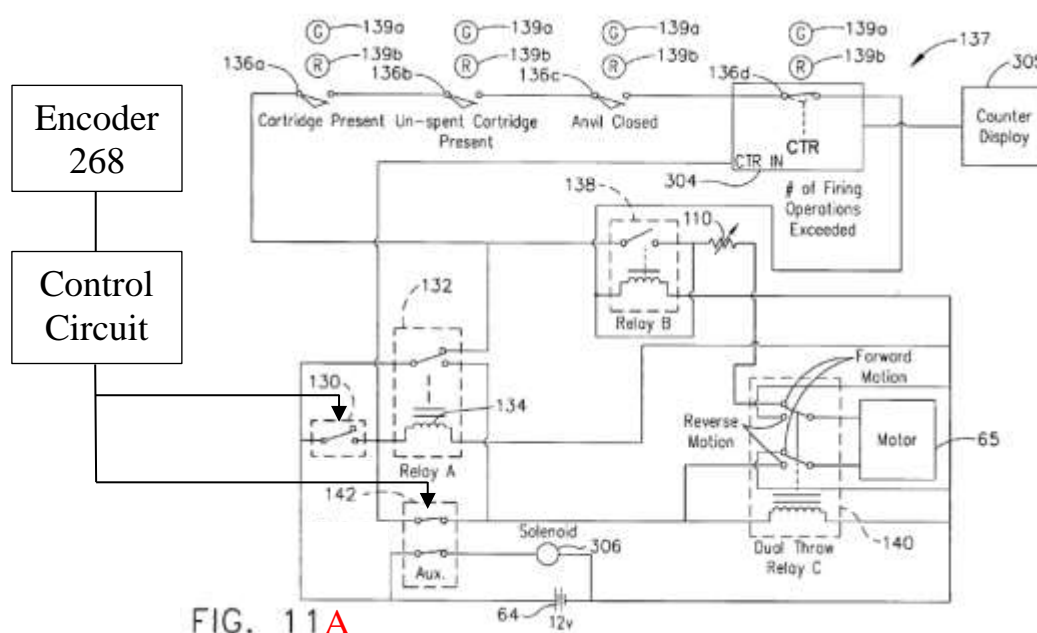 G 139a G 139a G 139a G 139a
R 139b R 139b R 139b R 139b
137
305
136a 136b 136c 136d
Encoder
268
Cartridge Present
Un-spent Cartridge
Present
Anvil Closed
CTR
CTR IN
304
Counter
Display
# of Firing
Operations
Exceeded
138
110
Relay B
Control
Circuit
132
130
134
Relay A
Forward
Motion
Reverse
Motion
Motor
65
142
Aux.
Solenoid
306
Dual Throw
Relay C
140
64
12v
FIG. 11A